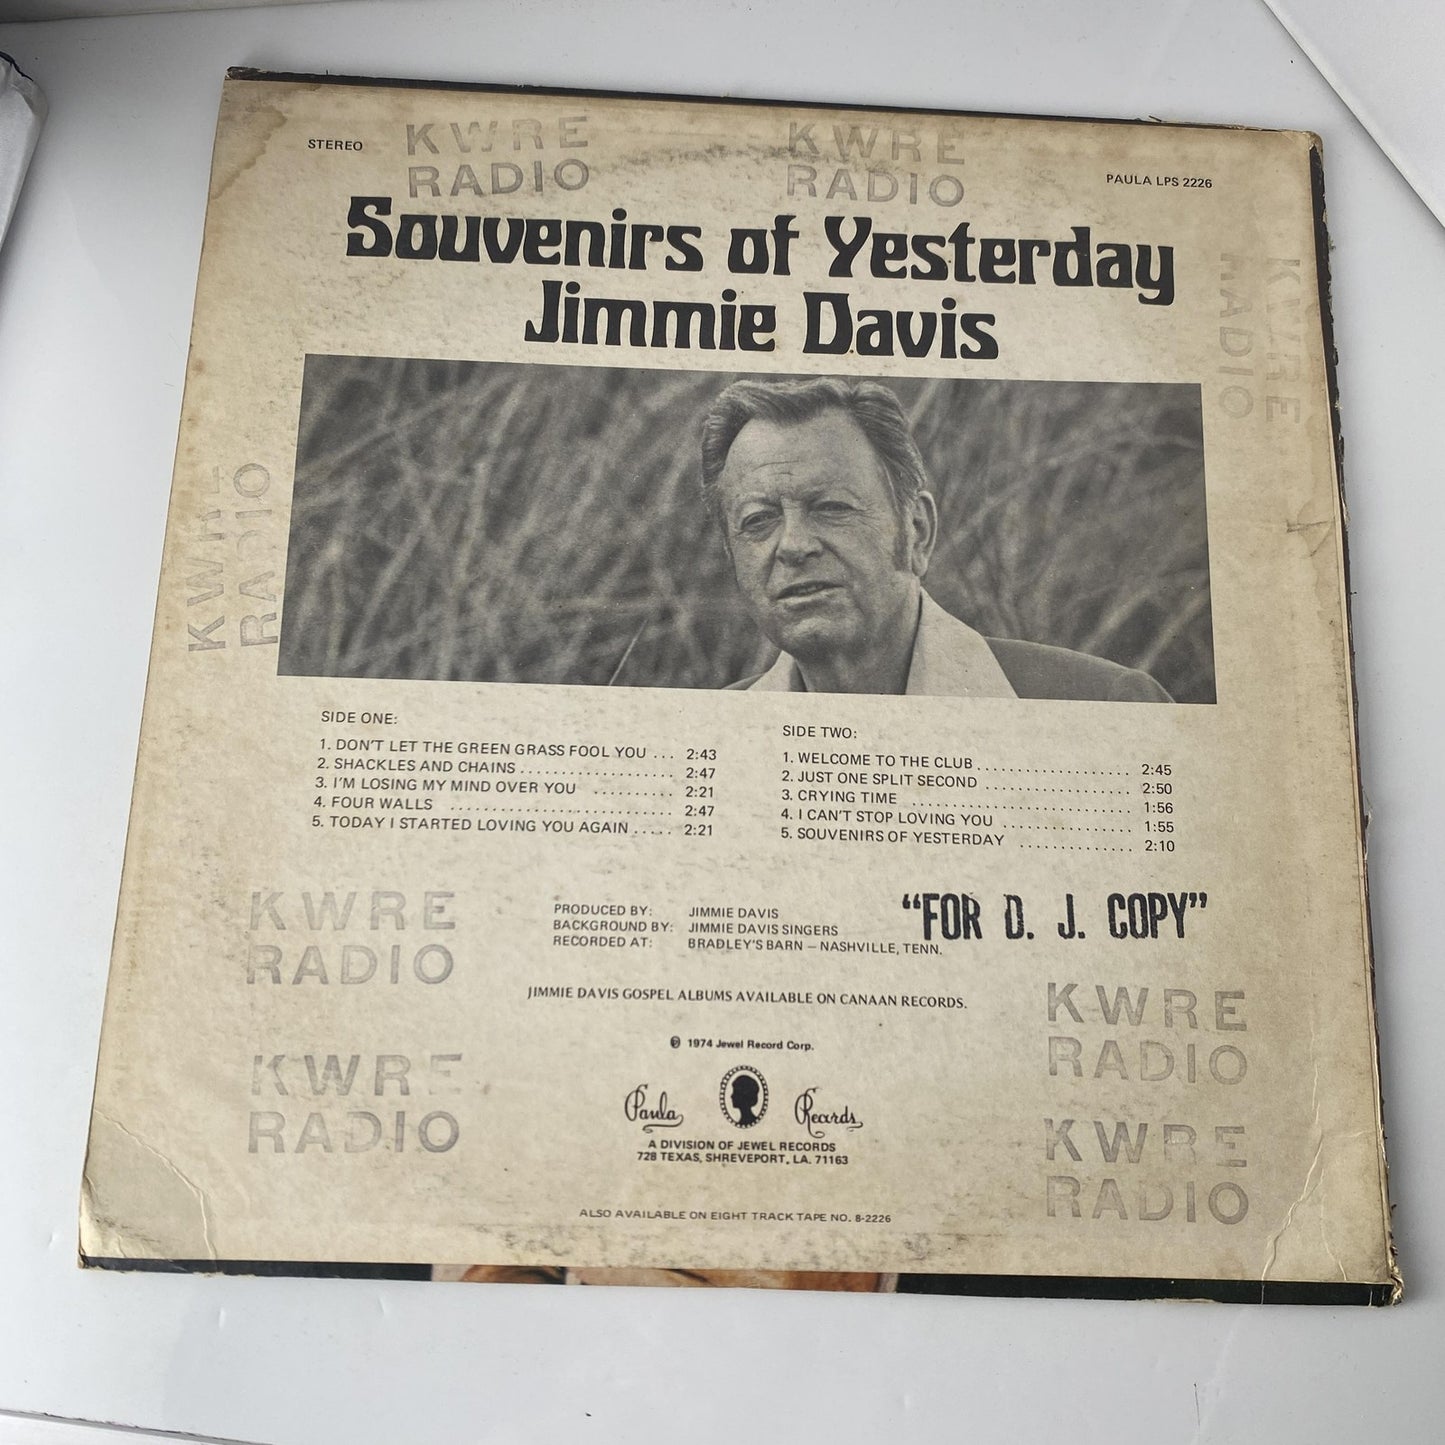 STEREO
KWRE
RADIO
KWRE
RADIO
PAULA LPS 2226
Souvenirs of Yesterday
Jimmie Davis
KWRE
RADIO
KWRE
RADIO
SIDE ONE:
1. DON'T LET THE GREEN GRASS FOOL YOU ... 2:43
2. SHACKLES AND CHAINS ................... 2:47
3. I'M LOSING MY MIND OVER YOU .......... 2:21
4. FOUR WALLS ........................... 2:47
5. TODAY I STARTED LOVING YOU AGAIN ..... 2:21
SIDE TWO:
1. WELCOME TO THE CLUB ................... 2:45
2. JUST ONE SPLIT SECOND .................. 2:50
3. CRYING TIME ........................... 1:56
4. I CAN'T STOP LOVING YOU ................ 1:55
5. SOUVENIRS OF YESTERDAY .............. 2:10
KWRE
RADIO
PRODUCED BY: JIMMIE DAVIS
BACKGROUND BY: JIMMIE DAVIS SINGERS
RECORDED AT: BRADLEY'S BARN – NASHVILLE, TENN.
"FOR D. J. COPY"
JIMMIE DAVIS GOSPEL ALBUMS AVAILABLE ON CANAAN RECORDS.
KWRE
RADIO
℗ 1974 Jewel Record Corp.
KWRE
RADIO
Paula Records
A DIVISION OF JEWEL RECORDS
728 TEXAS, SHREVEPORT, LA. 71163
KWRE
RADIO
ALSO AVAILABLE ON EIGHT TRACK TAPE NO. 8-2226